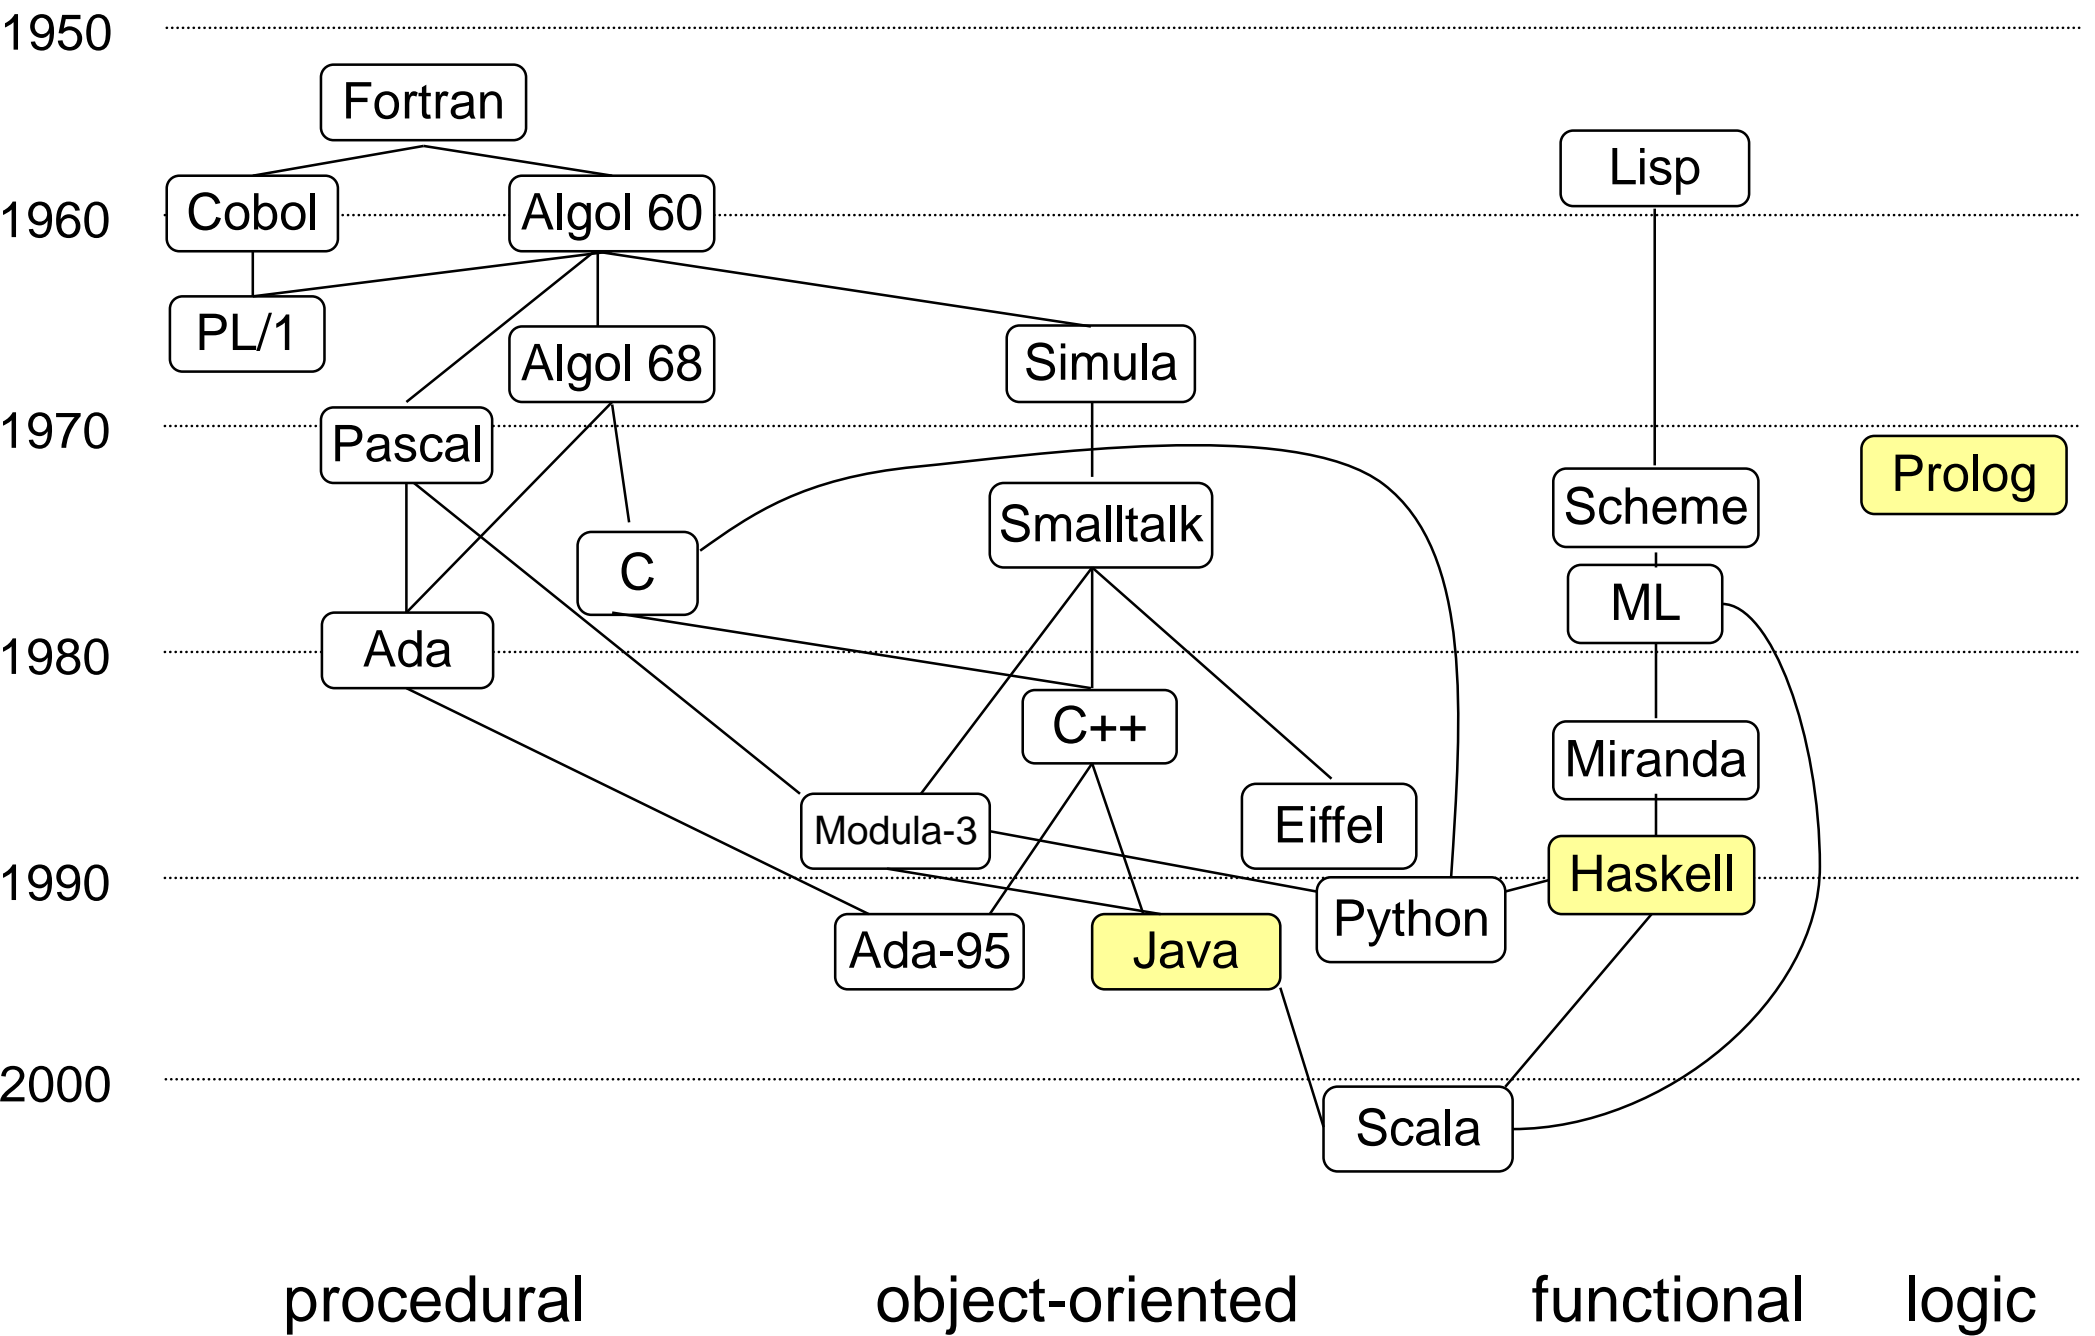 1950
Fortran
Lisp
1960
Cobol
Algol 60
PL/1
Algol 68
Simula
1970
Pascal
Prolog
Scheme
Smalltalk
C
ML
1980
Ada
C++
Miranda
Modula-3
Eiffel
1990
Haskell
Python
Ada-95
Java
2000
Scala
procedural
object-oriented
functional
logic